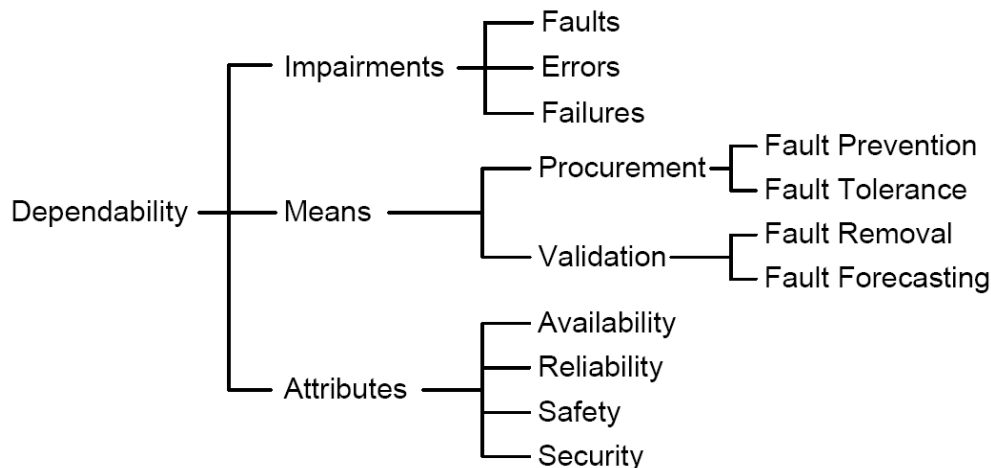 Dependability
Impairments
Faults
Errors
Failures
Means
Procurement
Fault Prevention
Fault Tolerance
Validation
Fault Removal
Fault Forecasting
Attributes
Availability
Reliability
Safety
Security